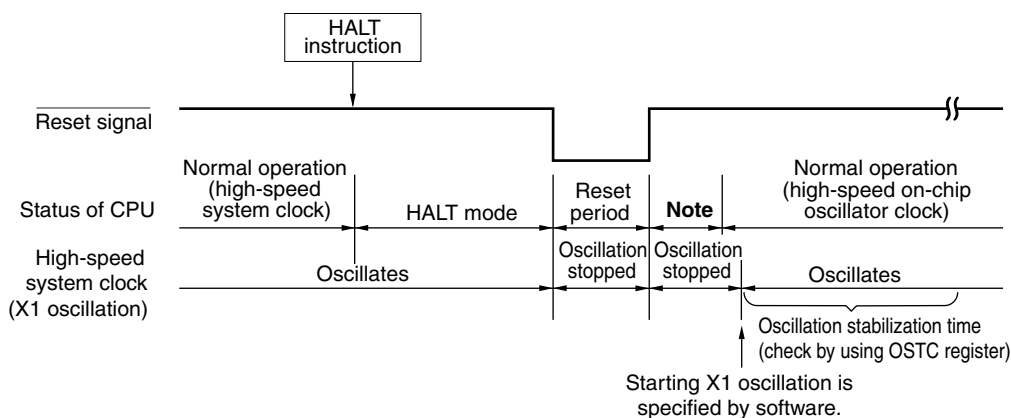 HALT
instruction
Reset signal
Normal operation
(high-speed
system clock)
Status of CPU
HALT mode
Reset
period
Note
Normal operation
(high-speed on-chip
oscillator clock)
High-speed
system clock
(X1 oscillation)
Oscillates
Oscillation
stopped
Oscillation
stopped
Oscillates
Oscillation stabilization time
(check by using OSTC register)
Starting X1 oscillation is
specified by software.